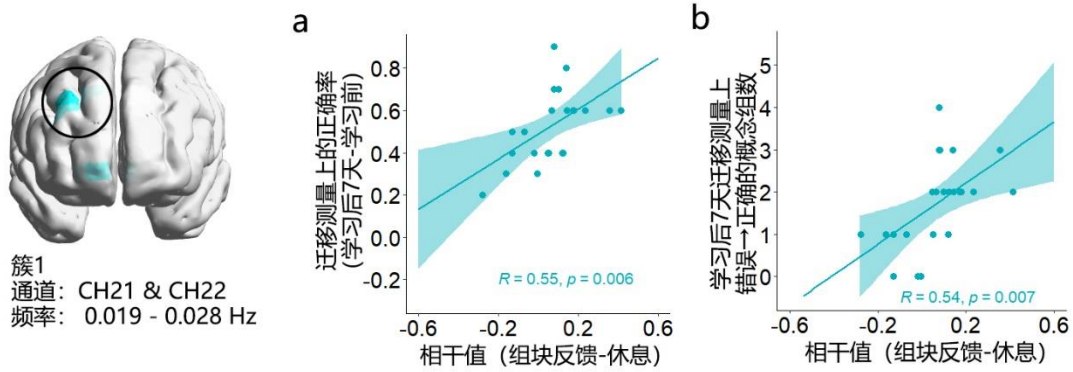 簇1
通道：CH21 & CH22
频率： 0.019 - 0.028 Hz
a
迁移测量上的正确率
(学习后7天-学习前)
0.8
0.6
0.4
0.2
0.0
-0.2
R = 0.55, p = 0.006
-0.6
-0.2
0.2
0.6
相干值（组块反馈-休息）
b
学习后7天迁移测量上
错误→正确的概念组数
5
4
3
2
1
0
R = 0.54, p = 0.007
-0.6
-0.2
0.2
0.6
相干值（组块反馈-休息）